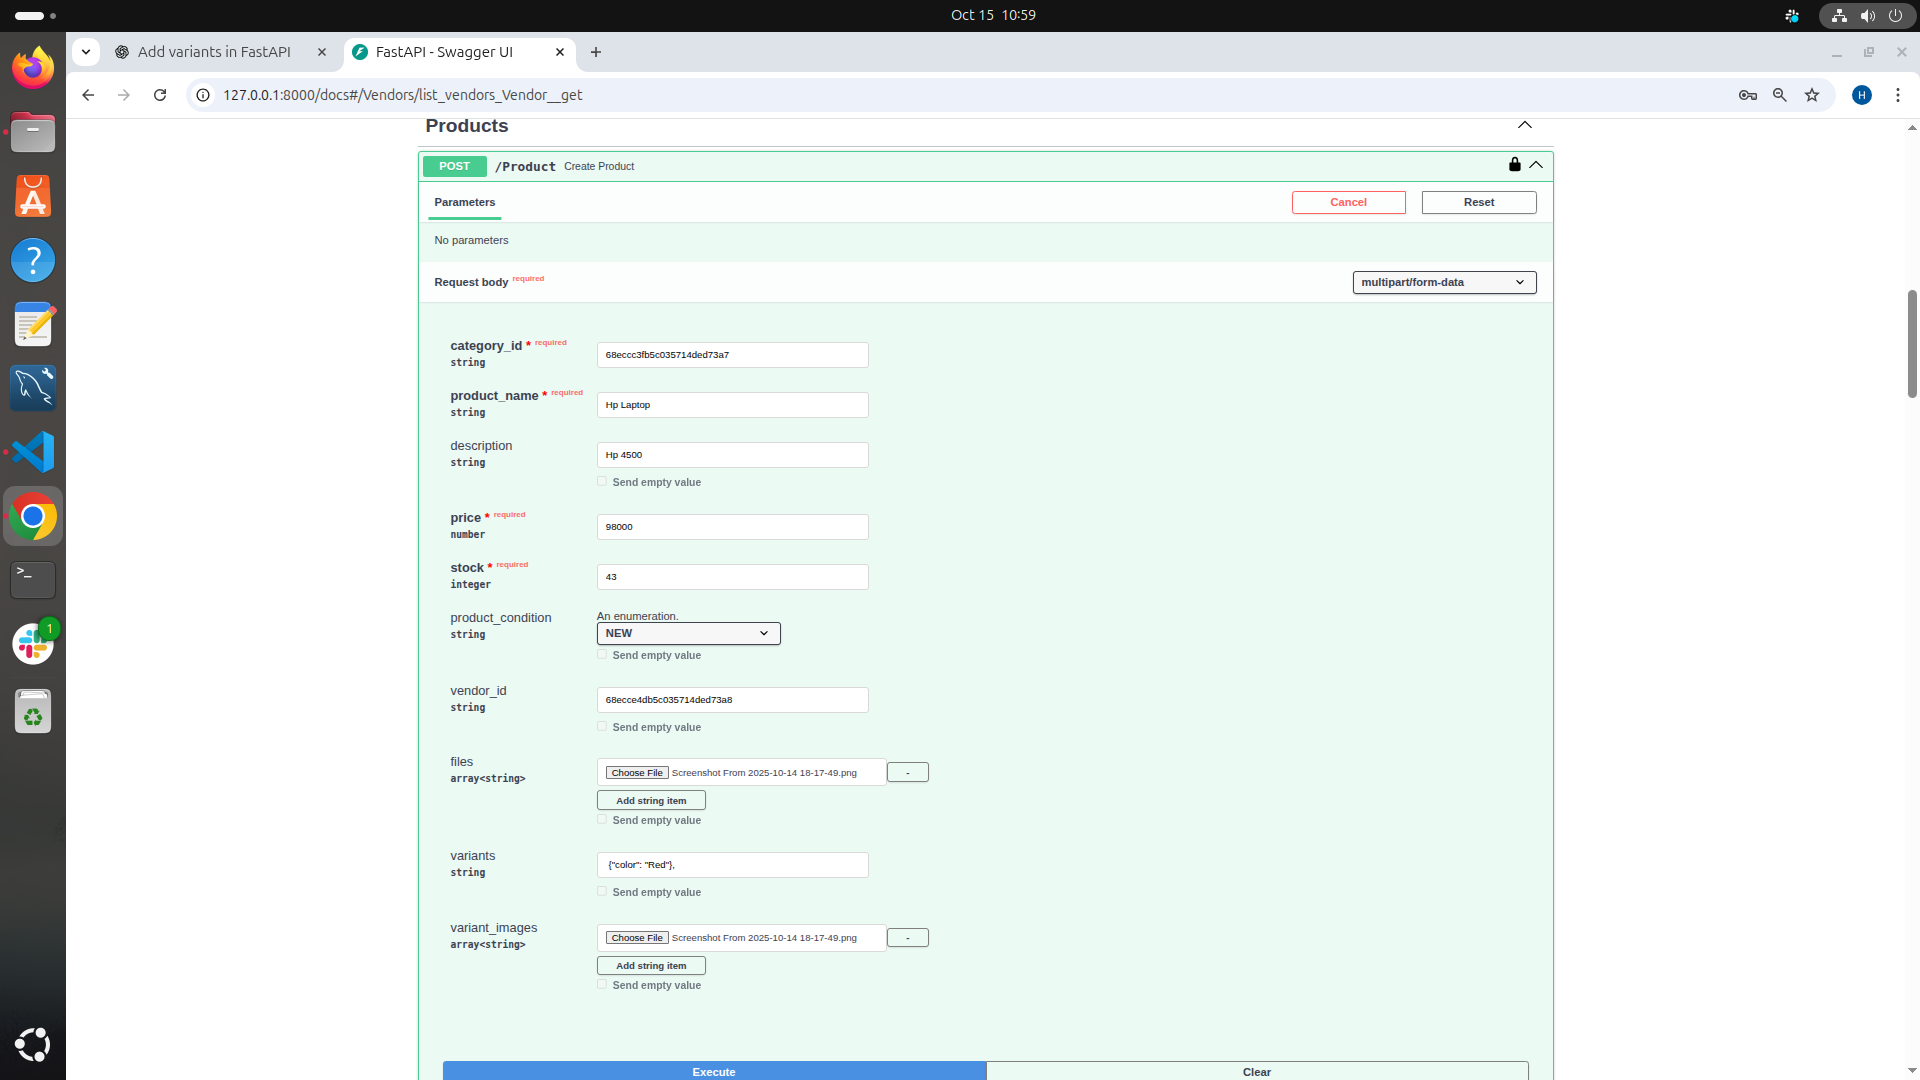 Oct 15 10:59
Add variants in FastAPI
FastAPI - Swagger UI
127.0.0.1:8000/docs#/Vendors/list_vendors_Vendor__get
H
Products
POST /Product Create Product
Parameters
Cancel
Reset
No parameters
Request body required
multipart/form-data
category_id * required
string
68eccc3fb5c035714ded73a7
product_name * required
string
Hp Laptop
description
string
Hp 4500
Send empty value
price * required
number
98000
stock * required
integer
43
product_condition
string
An enumeration.
NEW
Send empty value
vendor_id
string
68ecce4db5c035714ded73a8
Send empty value
files
array<string>
Choose File Screenshot From 2025-10-14 18-17-49.png
-
Add string item
Send empty value
variants
string
{"color": "Red"},
Send empty value
variant_images
array<string>
Choose File Screenshot From 2025-10-14 18-17-49.png
-
Add string item
Send empty value
Execute
Clear
?
>_
1